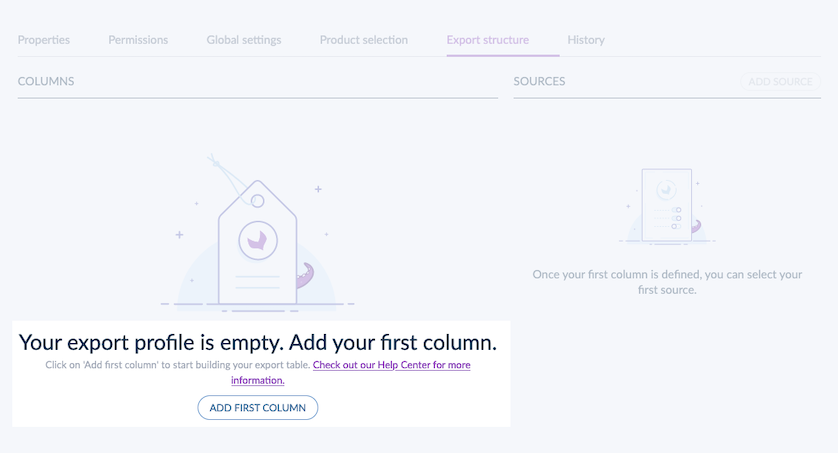 Properties Permissions Global settings Product selection Export structure History
COLUMNS
SOURCES ADD SOURCE
Once your first column is defined, you can select your
first source.
Your export profile is empty. Add your first column.
Click on 'Add first column' to start building your export table. Check out our Help Center for more
information.
ADD FIRST COLUMN